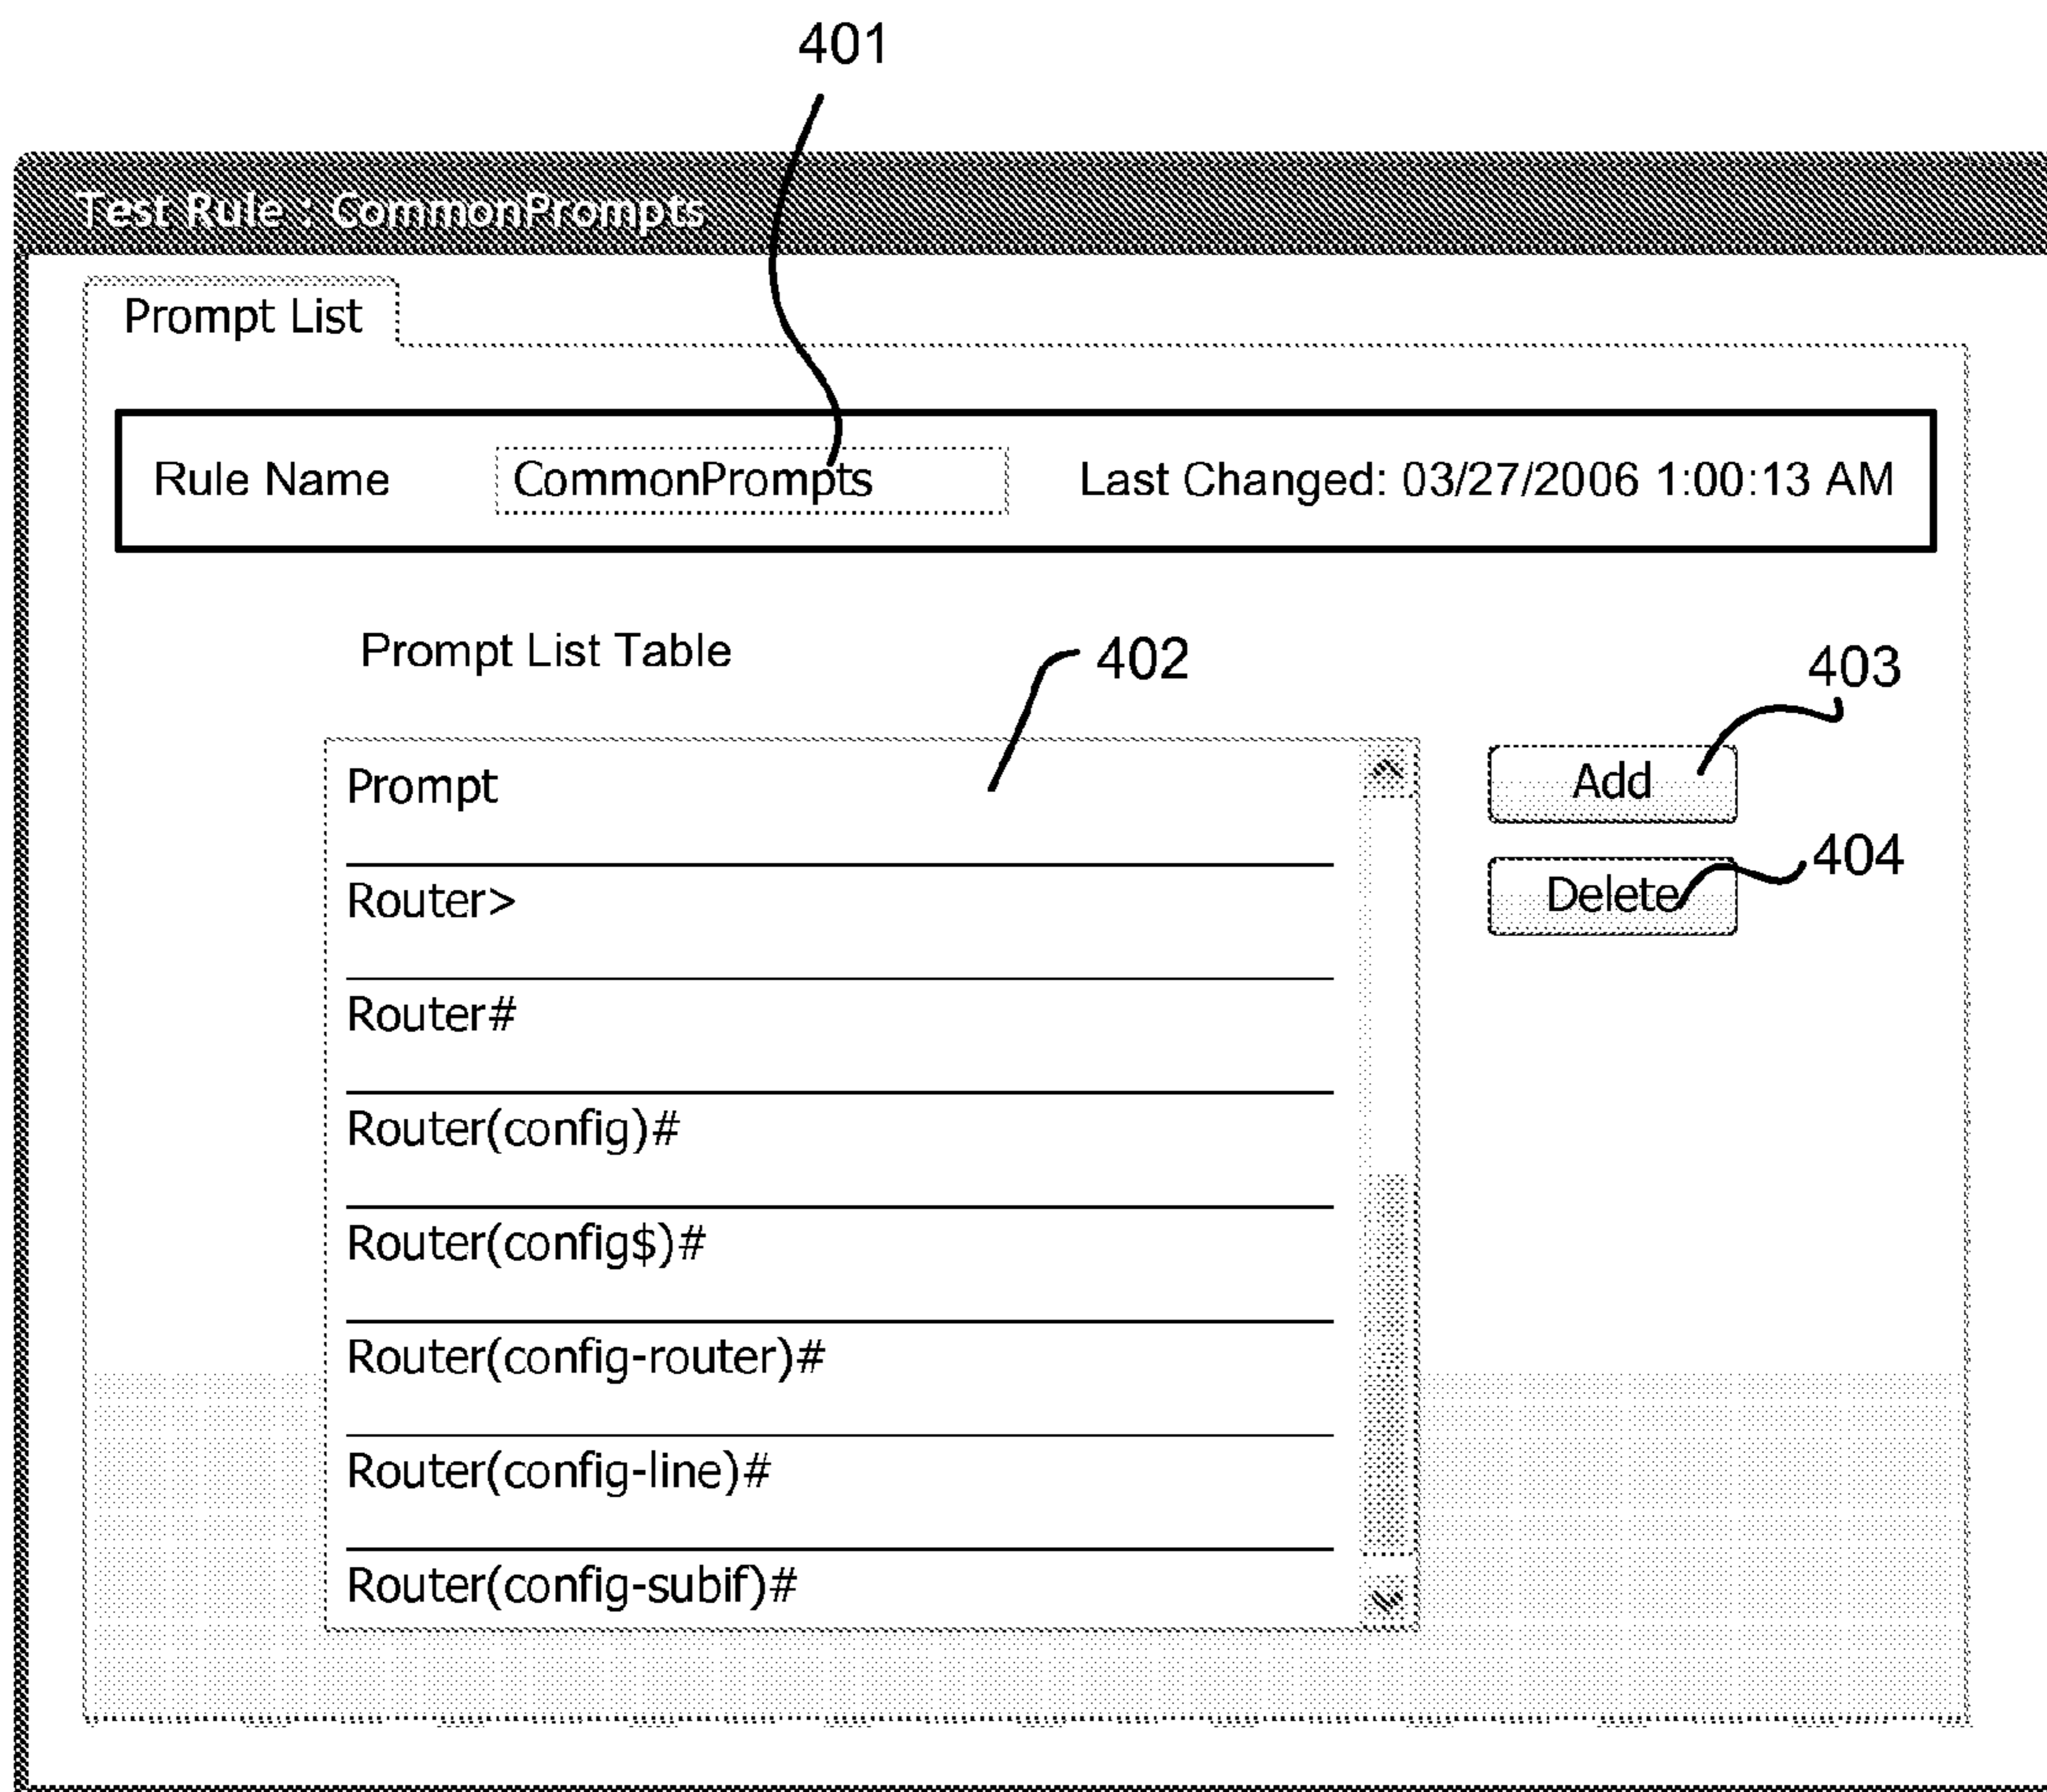 401
Test Rule : CommonPrompts
Prompt List
Rule Name CommonPrompts Last Changed: 03/27/2006 1:00:13 AM
Prompt List Table 402
403
Prompt Add
404
Router> Delete
Router#
Router(config)#
Router(config$)#
Router(config-router)#
Router(config-line)#
Router(config-subif)#